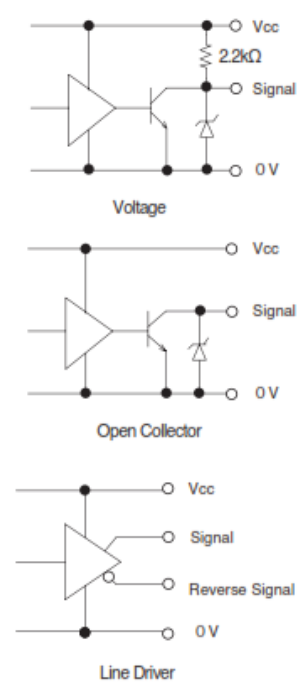 Vcc
2.2kΩ
Signal
0 V
Voltage
Vcc
Signal
0 V
Open Collector
Vcc
Signal
Reverse Signal
0 V
Line Driver